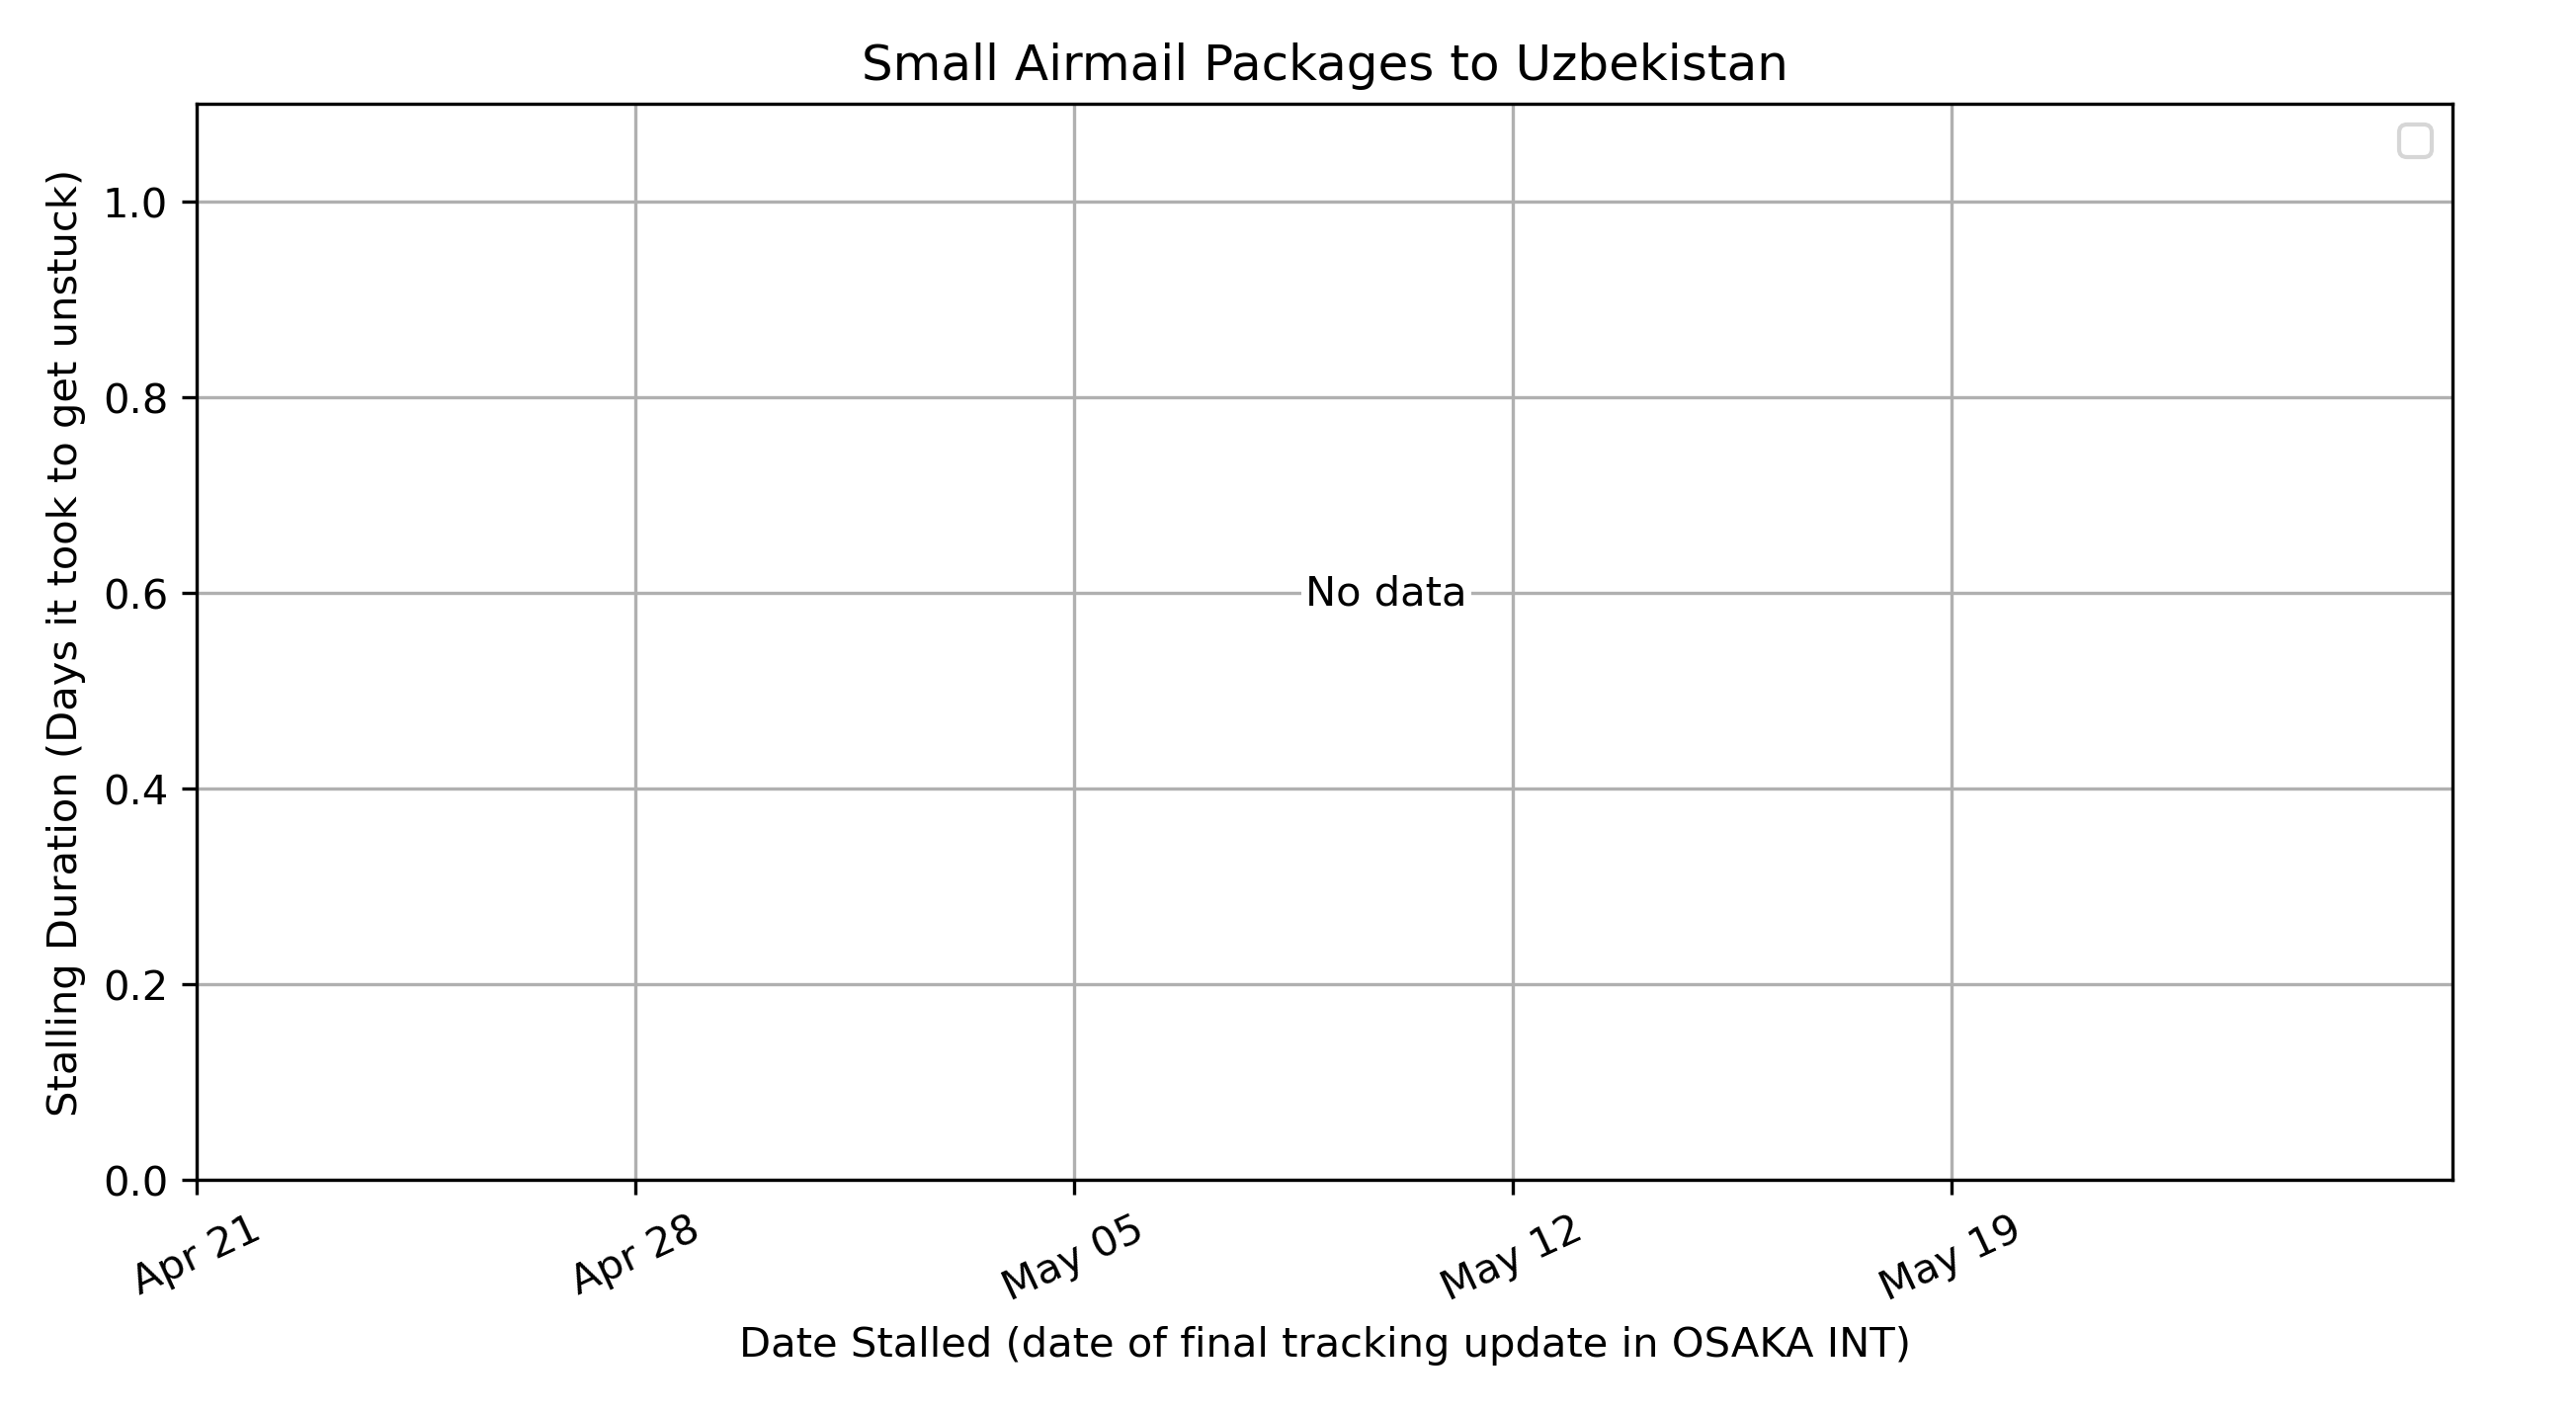 Small Airmail Packages to Uzbekistan
Stalling Duration (Days it took to get unstuck)
1.0
0.8
0.6
0.4
0.2
0.0
No data
Apr 21
Apr 28
May 05
May 12
May 19
Date Stalled (date of final tracking update in OSAKA INT)